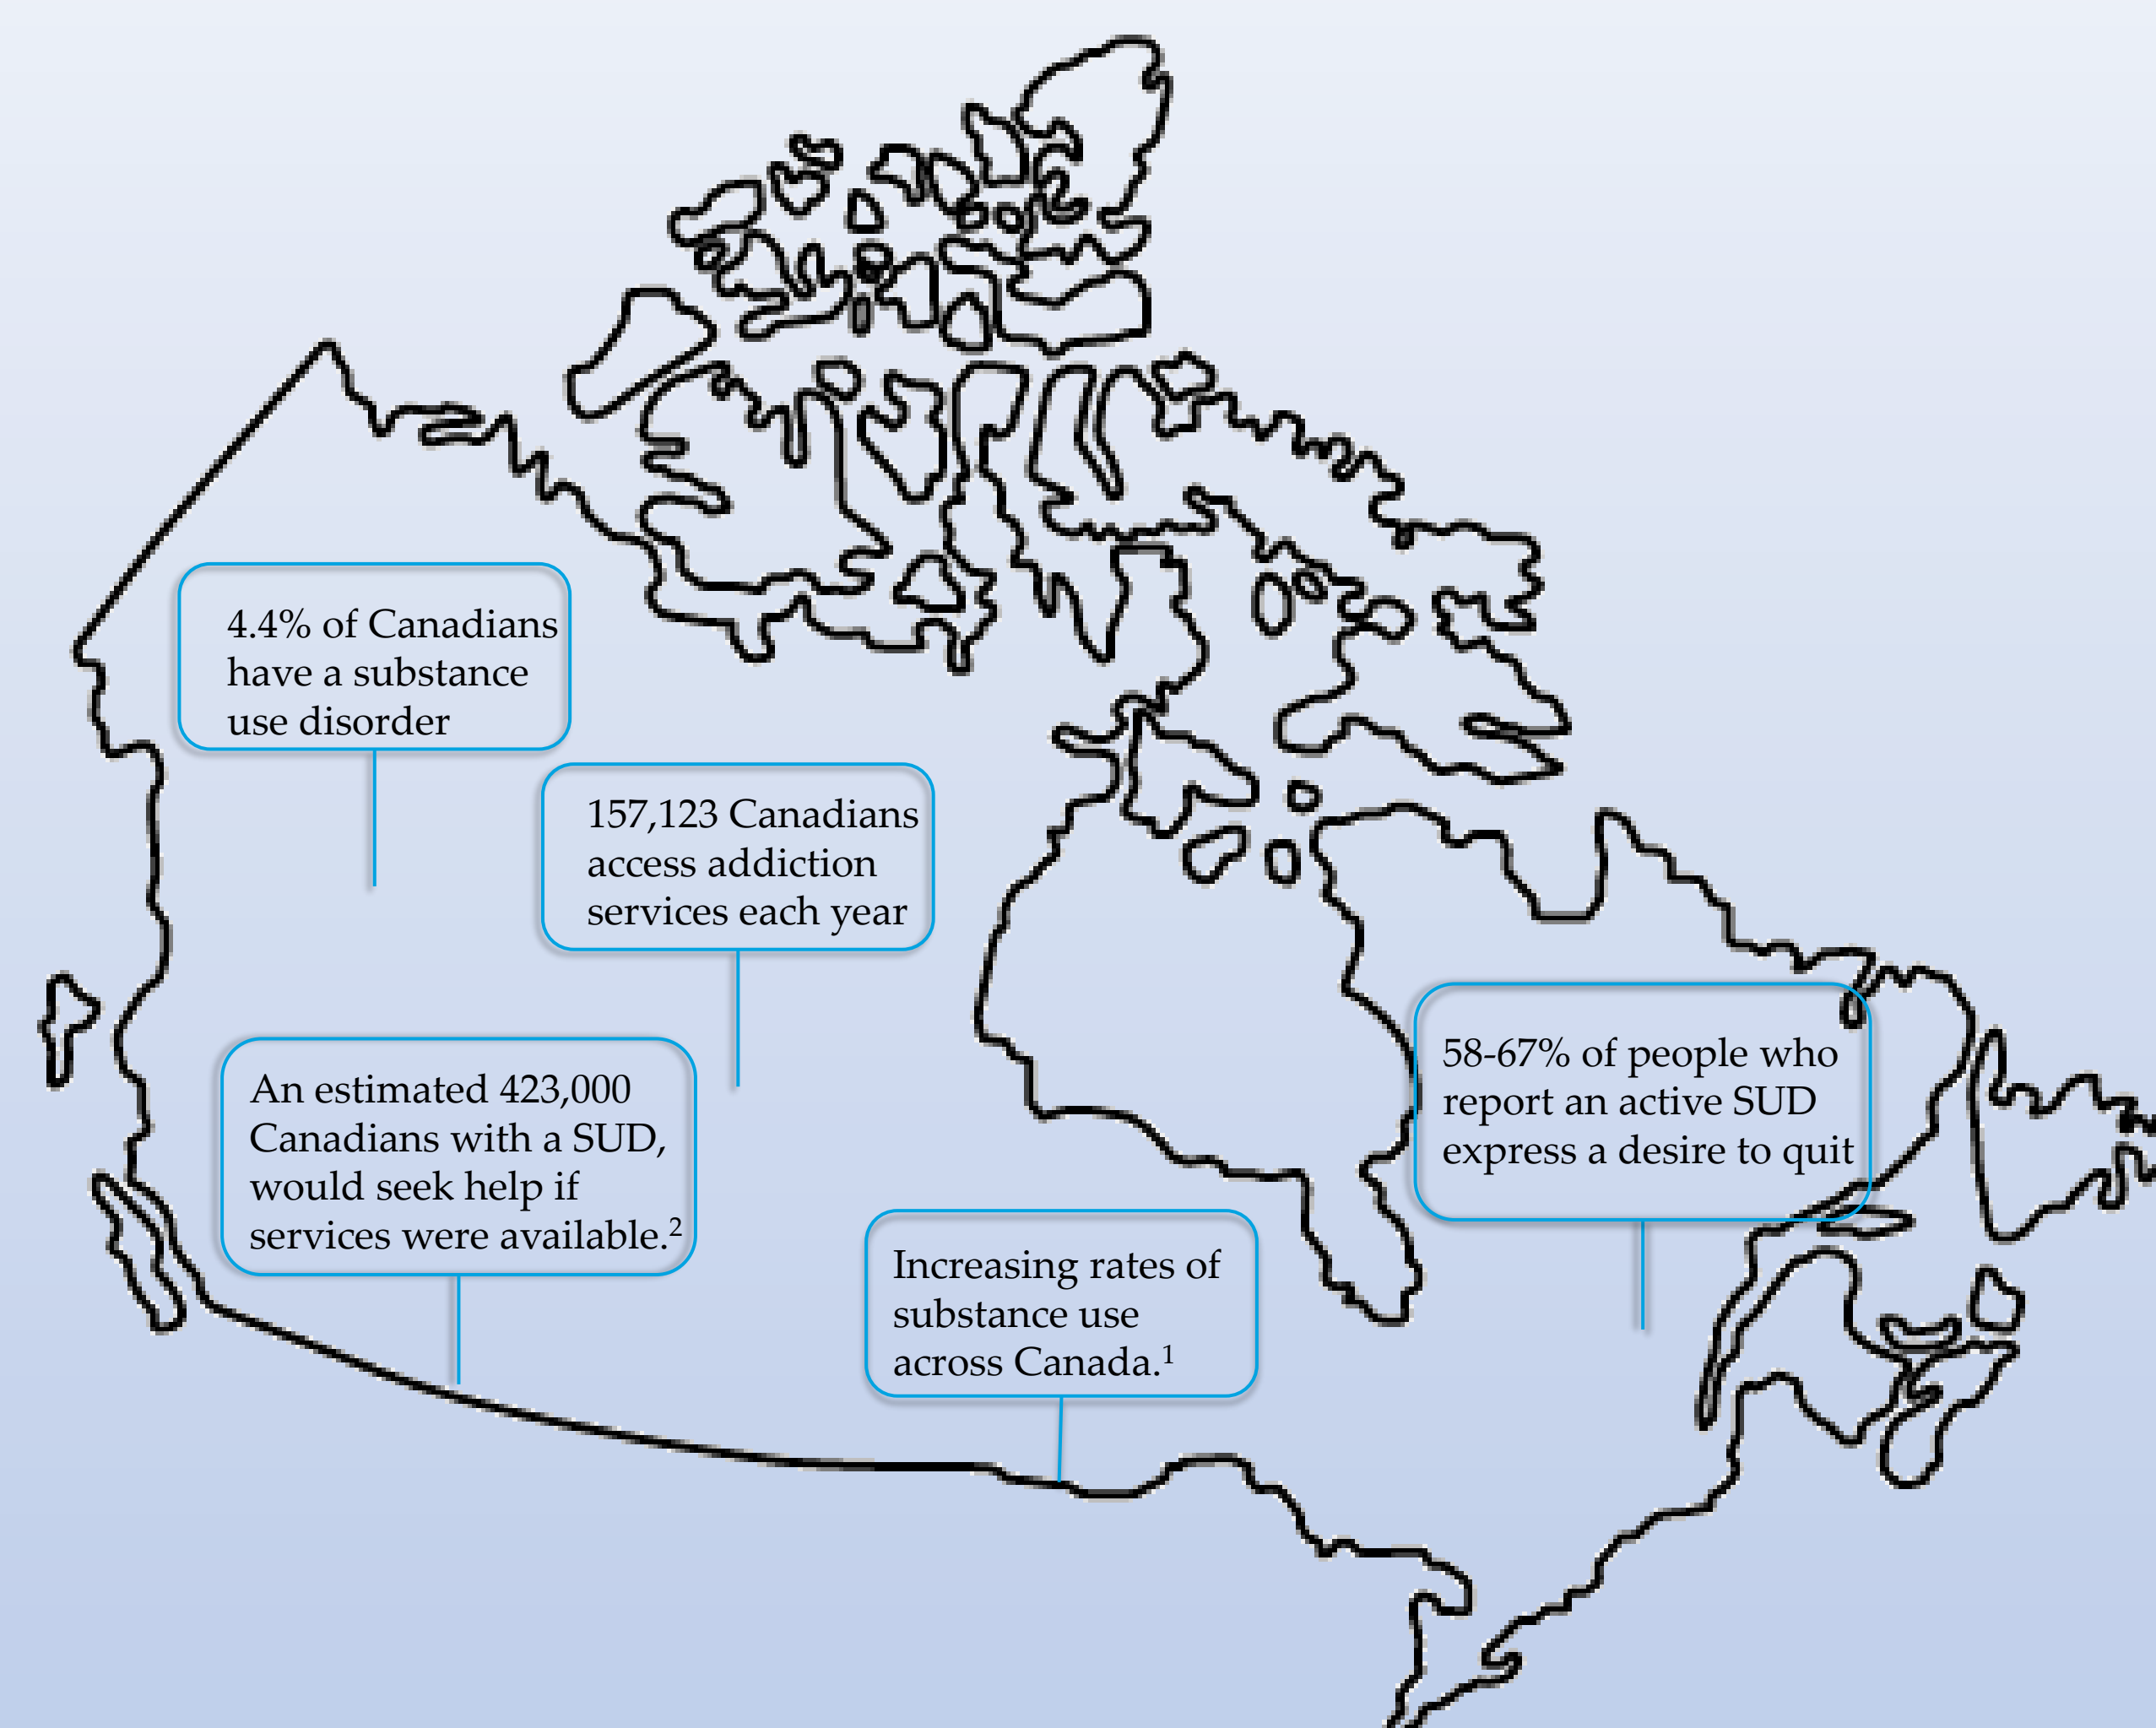 4.4% of Canadians
have a substance
use disorder
157,123 Canadians
access addiction
services each year
58-67% of people who
report an active SUD
express a desire to quit
An estimated 423,000
Canadians with a SUD,
would seek help if
services were available.²
Increasing rates of
substance use
across Canada.¹